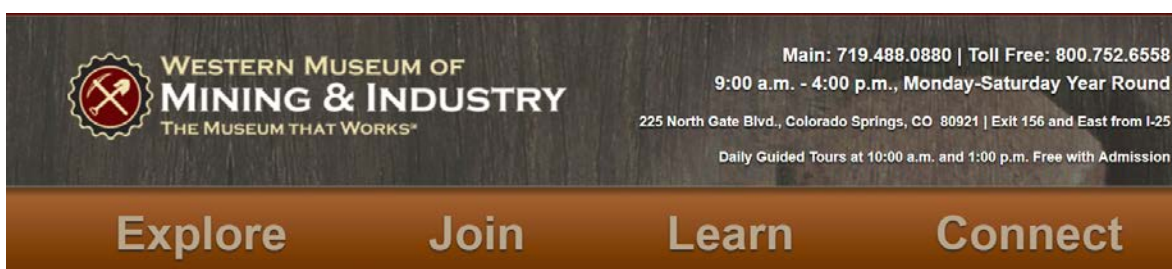 WESTERN MUSEUM OF
MINING & INDUSTRY
THE MUSEUM THAT WORKS℠
Main: 719.488.0880 | Toll Free: 800.752.6558
9:00 a.m. - 4:00 p.m., Monday-Saturday Year Round
225 North Gate Blvd., Colorado Springs, CO 80921 | Exit 156 and East from I-25
Daily Guided Tours at 10:00 a.m. and 1:00 p.m. Free with Admission
Explore Join Learn Connect